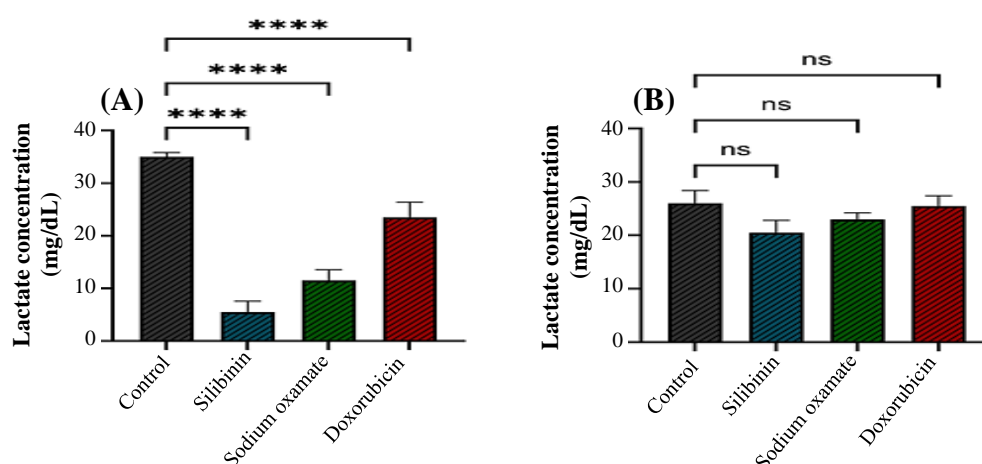 ****
****
(A)
****
Lactate concentration
(mg/dL)
40
30
20
10
0
Control
Silibinin
Sodium oxamate
Doxorubicin
ns
(B)
ns
ns
Lactate concentration
(mg/dL)
40
30
20
10
0
Control
Silibinin
Sodium oxamate
Doxorubicin